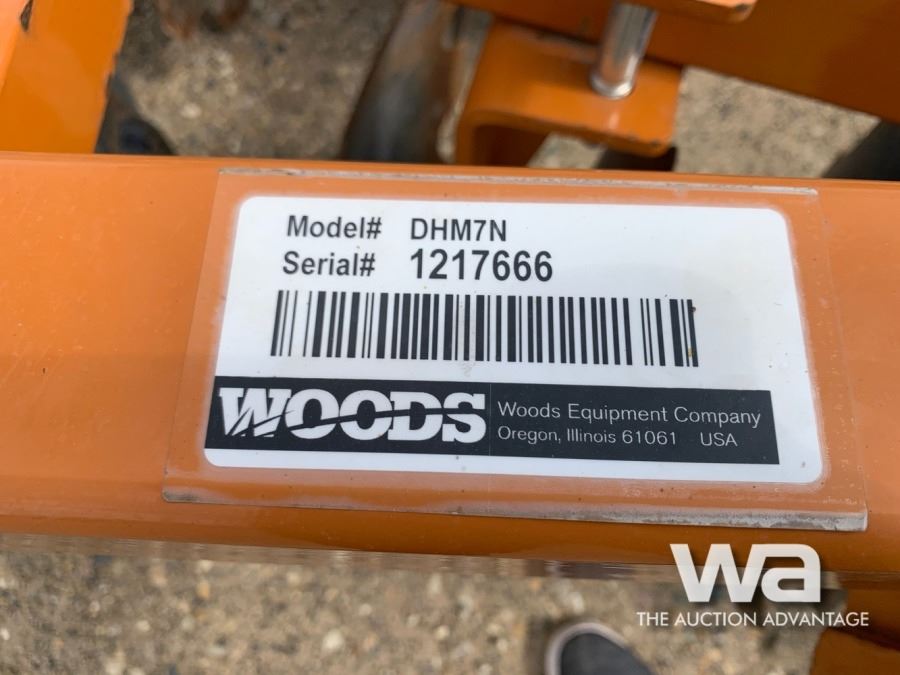 Model# DHM7N
Serial# 1217666
WOODS
Woods Equipment Company
Oregon, Illinois 61061 USA
wa
THE AUCTION ADVANTAGE